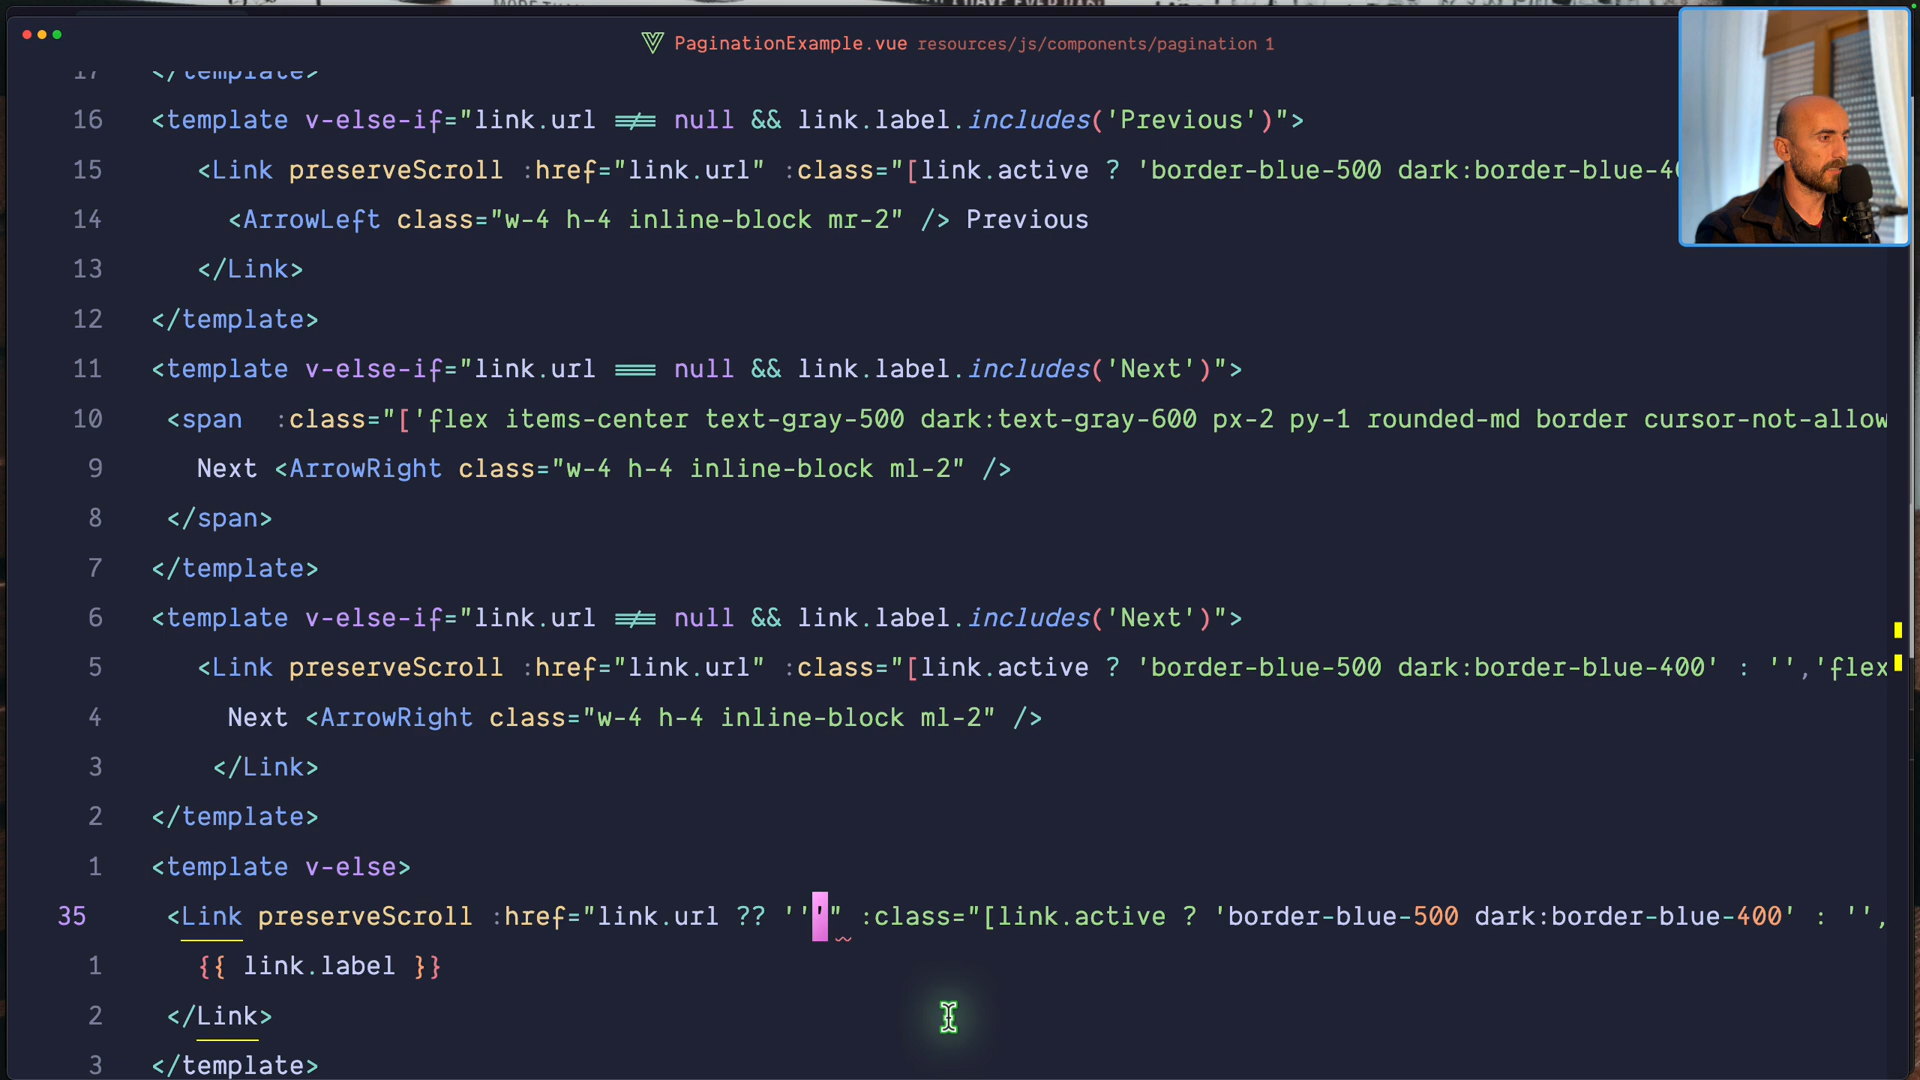 PaginationExample.vue resources/js/components/pagination 1
17 </template>
16 <template v-else-if="link.url !== null && link.label.includes('Previous')">
15 <Link preserveScroll :href="link.url" :class="[link.active ? 'border-blue-500 dark:border-blue-40
14 <ArrowLeft class="w-4 h-4 inline-block mr-2" /> Previous
13 </Link>
12 </template>
11 <template v-else-if="link.url === null && link.label.includes('Next')">
10 <span  :class="['flex items-center text-gray-500 dark:text-gray-600 px-2 py-1 rounded-md border cursor-not-allow
9 Next <ArrowRight class="w-4 h-4 inline-block ml-2" />
8 </span>
7 </template>
6 <template v-else-if="link.url !== null && link.label.includes('Next')">
5 <Link preserveScroll :href="link.url" :class="[link.active ? 'border-blue-500 dark:border-blue-400' : '','flex
4 Next <ArrowRight class="w-4 h-4 inline-block ml-2" />
3 </Link>
2 </template>
1 <template v-else>
35 <Link preserveScroll :href="link.url ?? '''" :class="[link.active ? 'border-blue-500 dark:border-blue-400' : '',
1 {{ link.label }}
2 </Link>
3 </template>